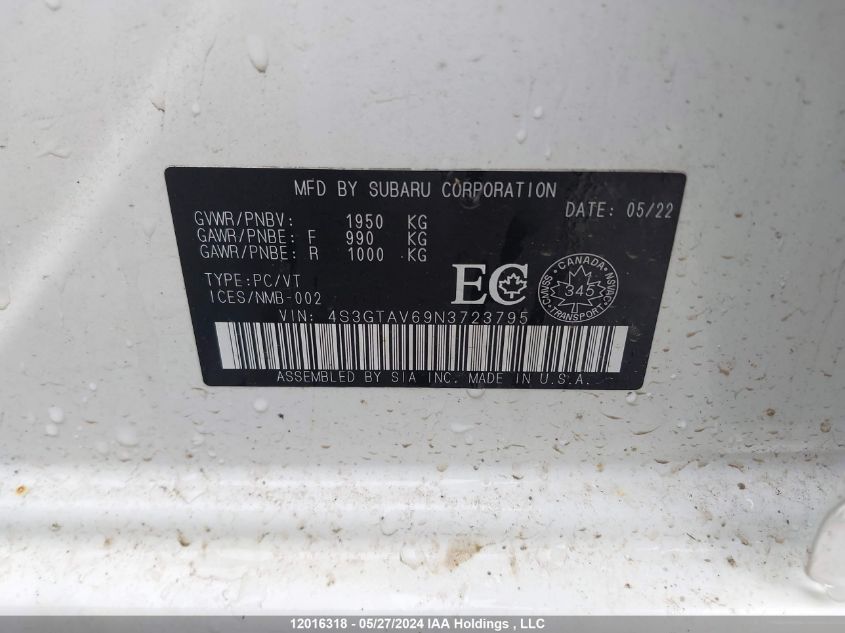 MFD BY SUBARU CORPORATION
DATE: 05/22
GVWR/PNBV: 1950 KG
GAWR/PNBE: F 990 KG
GAWR/PNBE: R 1000 KG
TYPE:PC/VT
ICES/NMB-002
EC
CANADA
CMVSS 345 NSVAC
TRANSPORT
VIN: 4S3GTAV69N3723795
ASSEMBLED BY SIA INC. MADE IN U.S.A.
12016318 - 05/27/2024 IAA Holdings , LLC